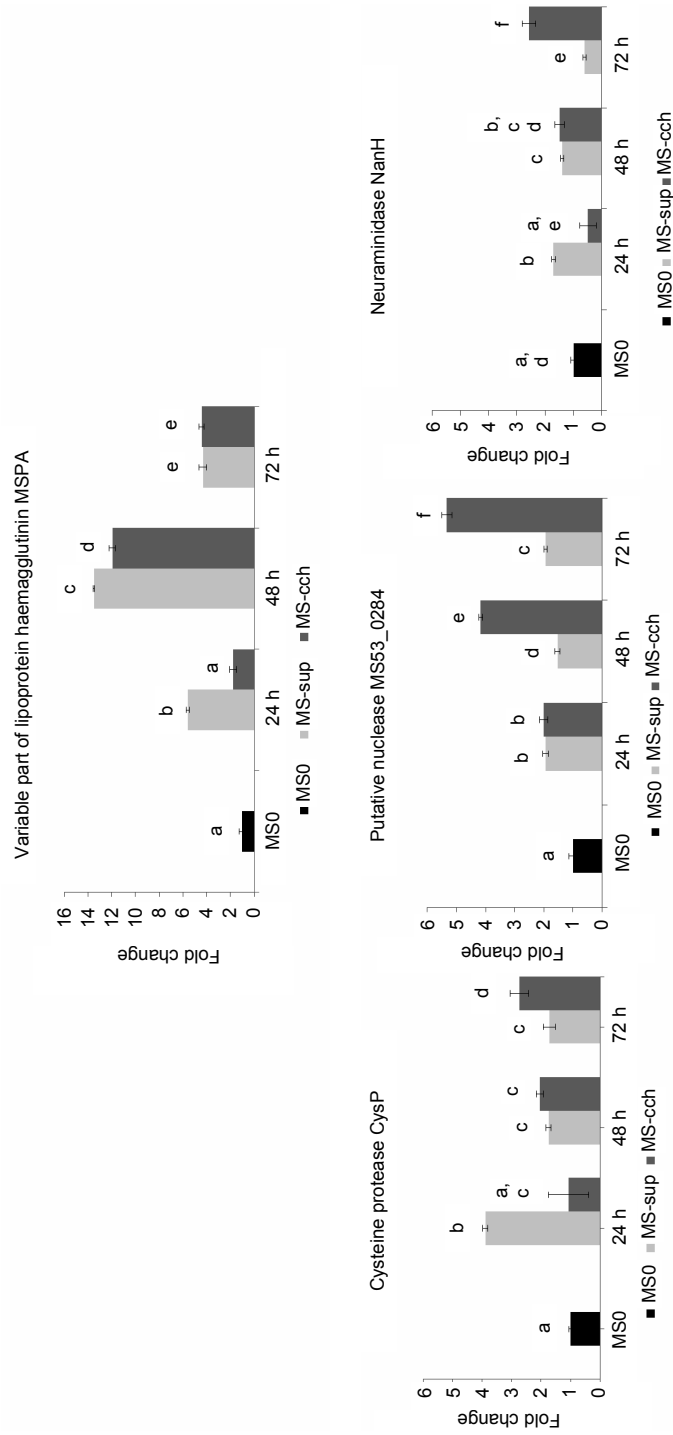 Variable part of lipoprotein haemagglutinin MSPA
Fold change
16
14
12
10
8
6
4
2
0
a
b
a
c
d
e
e
MS0
24 h
48 h
72 h
MS0 MS-sup MS-cch
Cysteine protease CysP
Fold change
6
5
4
3
2
1
0
a
b
a,
c
c
c
c
d
MS0
24 h
48 h
72 h
MS0 MS-sup MS-cch
Putative nuclease MS53_0284
Fold change
6
5
4
3
2
1
0
a
b
b
d
e
c
f
MS0
24 h
48 h
72 h
MS0 MS-sup MS-cch
Neuraminidase NanH
Fold change
6
5
4
3
2
1
0
a,
d
b
a,
e
c
b,
c
d
e
f
MS0
24 h
48 h
72 h
MS0 MS-sup MS-cch